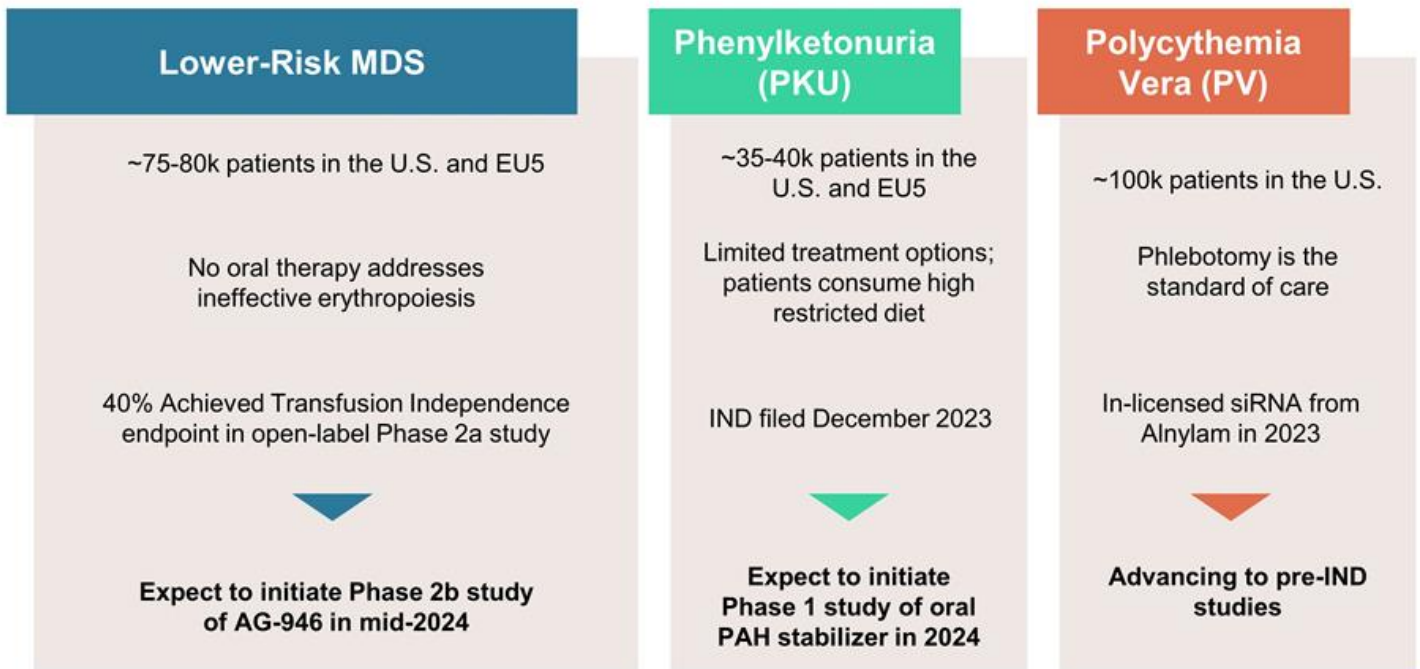 Lower-Risk MDS
~75-80k patients in the U.S. and EU5
No oral therapy addresses
ineffective erythropoiesis
40% Achieved Transfusion Independence
endpoint in open-label Phase 2a study
Expect to initiate Phase 2b study
of AG-946 in mid-2024
Phenylketonuria
(PKU)
~35-40k patients in the
U.S. and EU5
Limited treatment options;
patients consume high
restricted diet
IND filed December 2023
Expect to initiate
Phase 1 study of oral
PAH stabilizer in 2024
Polycythemia
Vera (PV)
~100k patients in the U.S.
Phlebotomy is the
standard of care
In-licensed siRNA from
Alnylam in 2023
Advancing to pre-IND
studies